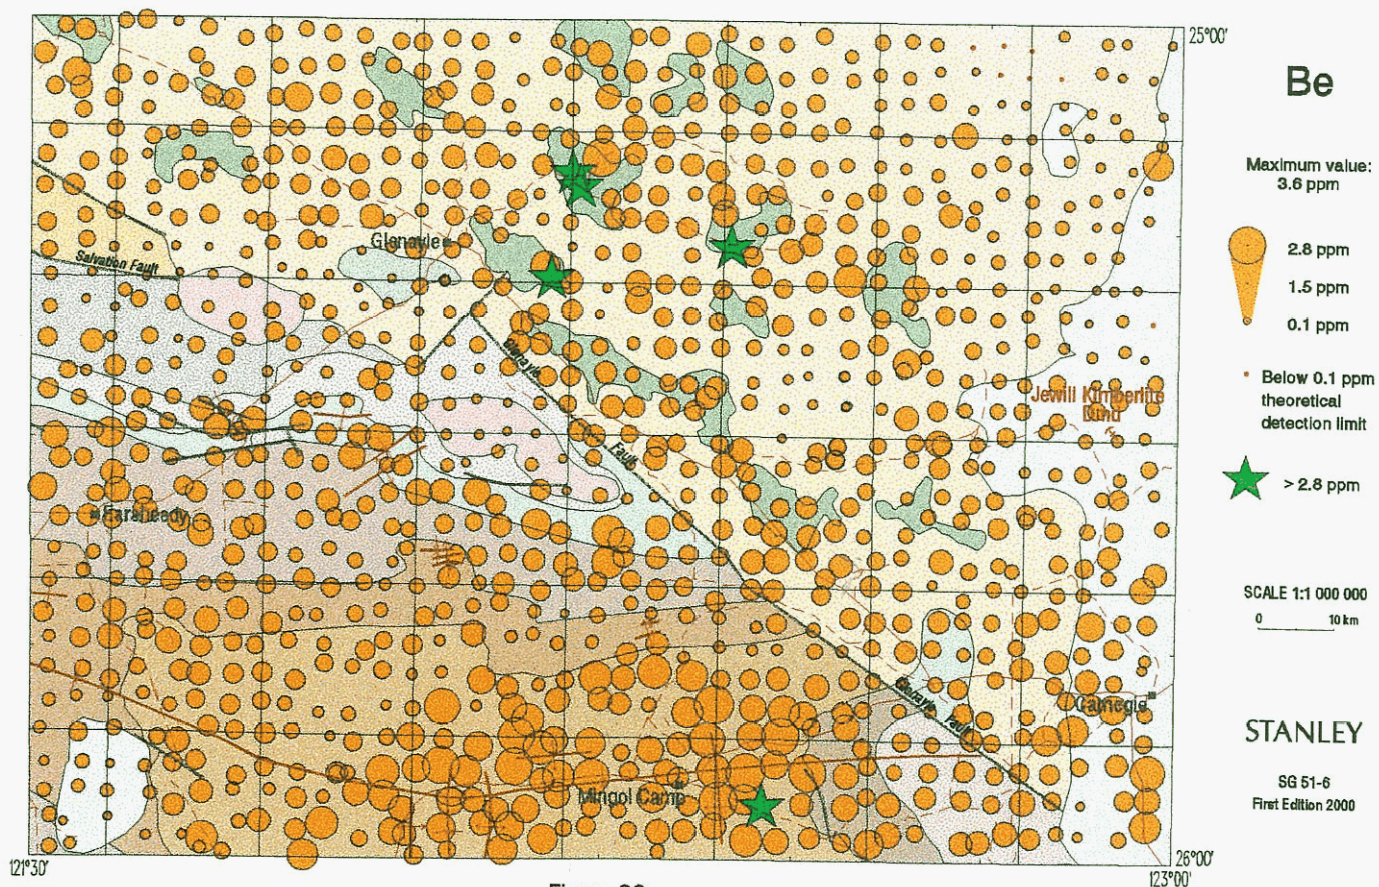 25°00'
Be
Maximum value:
3.6 ppm
2.8 ppm
1.5 ppm
0.1 ppm
Below 0.1 ppm
theoretical
detection limit
> 2.8 ppm
SCALE 1:1 000 000
0 10 km
STANLEY
SG 51-6
First Edition 2000
Glenayle
Salvation Fault
Glenayle Fault
Jewill Kimberlite
Earaheedy
Glenayle Fault
Carnegie
Mingol Camp
121°30'
26°00'
123°00'